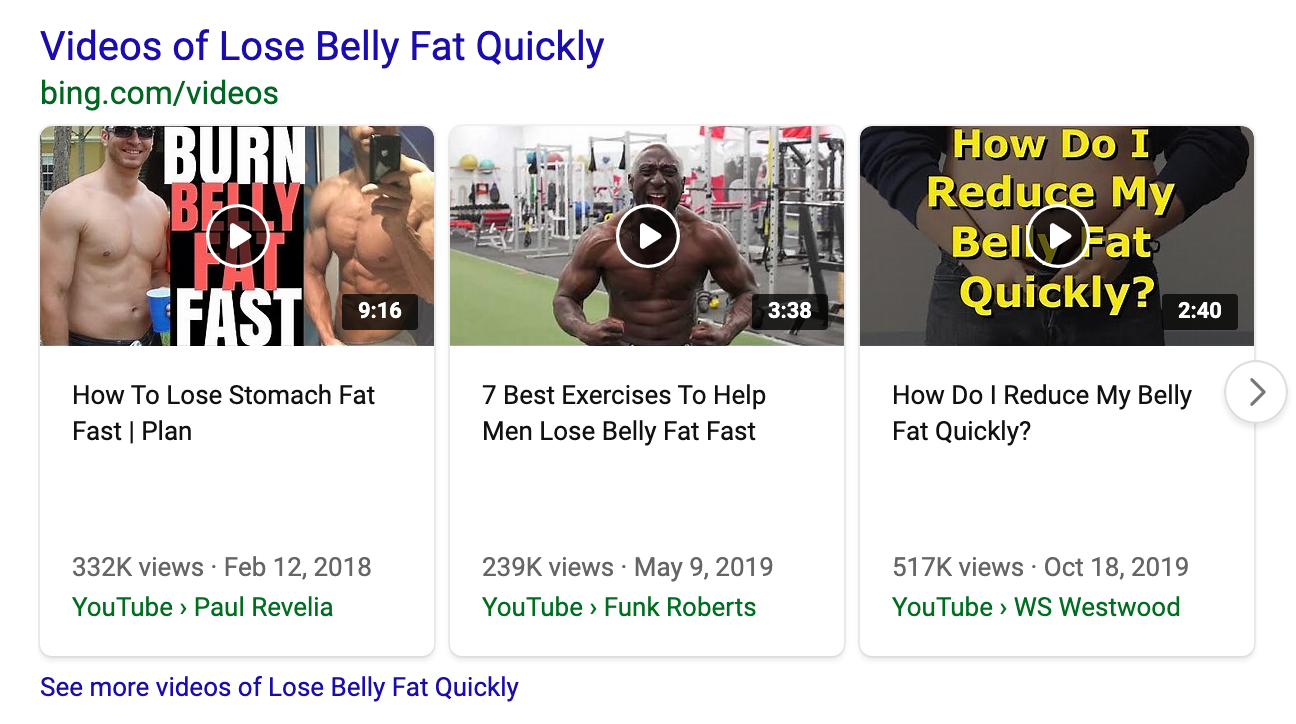 Videos of Lose Belly Fat Quickly
bing.com/videos
BURN
BELLY
FAT
FAST
9:16
3:38
How Do I
Reduce My
Belly Fat
Quickly?
2:40
How To Lose Stomach Fat
Fast | Plan
7 Best Exercises To Help
Men Lose Belly Fat Fast
How Do I Reduce My Belly
Fat Quickly?
332K views · Feb 12, 2018
YouTube › Paul Revelia
239K views · May 9, 2019
YouTube › Funk Roberts
517K views · Oct 18, 2019
YouTube › WS Westwood
See more videos of Lose Belly Fat Quickly